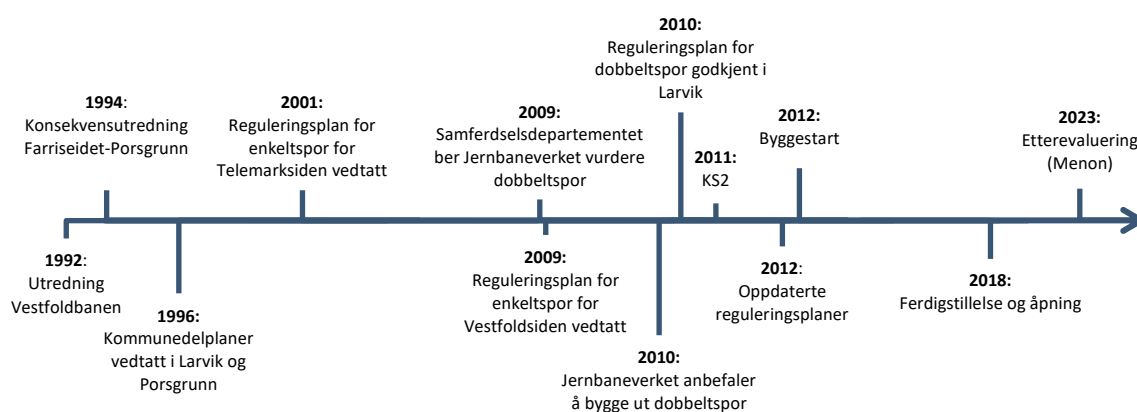 1994:
Konsekvensutredning
Farriseidet-Porsgrunn
2001:
Reguleringsplan for
enkeltspor for
Telemarksiden vedtatt
2009:
Samferdselsdepartementet
ber Jernbaneverket vurdere
dobbeltspor
2010:
Reguleringsplan for
dobbeltspor godkjent i
Larvik
2011:
KS2
2012:
Byggestart
2023:
Etterevaluering
(Menon)
1992:
Utredning
Vestfoldbanen
1996:
Kommunedelplaner
vedtatt i Larvik og
Porsgrunn
2009:
Reguleringsplan for
enkeltspor for
Vestfoldsiden vedtatt
2010:
Jernbaneverket anbefaler
å bygge ut dobbeltspor
2012:
Oppdaterte
reguleringsplaner
2018:
Ferdigstillelse og åpning